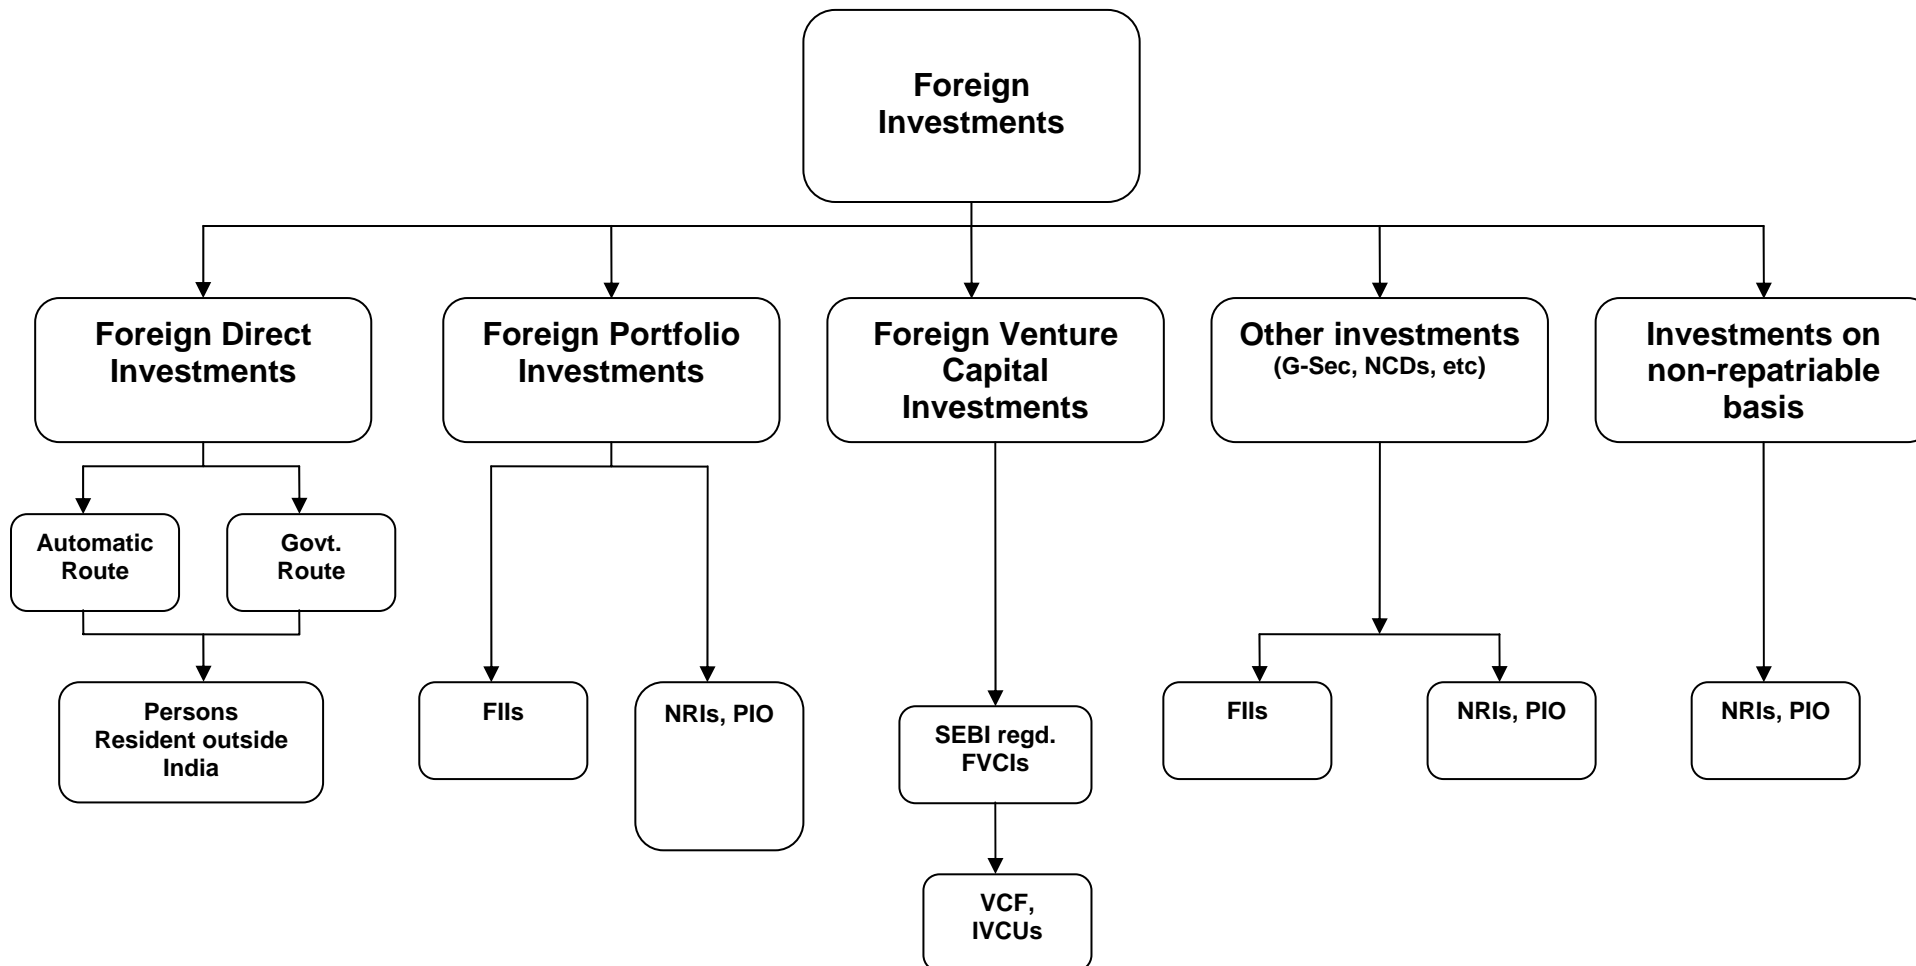 Foreign
Investments
Foreign Direct
Investments
Foreign Portfolio
Investments
Foreign Venture
Capital
Investments
Other investments
(G-Sec, NCDs, etc)
Investments on
non-repatriable
basis
Automatic
Route
Govt.
Route
Persons
Resident outside
India
FIIs
NRIs, PIO
SEBI regd.
FVCIs
FIIs
NRIs, PIO
NRIs, PIO
VCF,
IVCUs